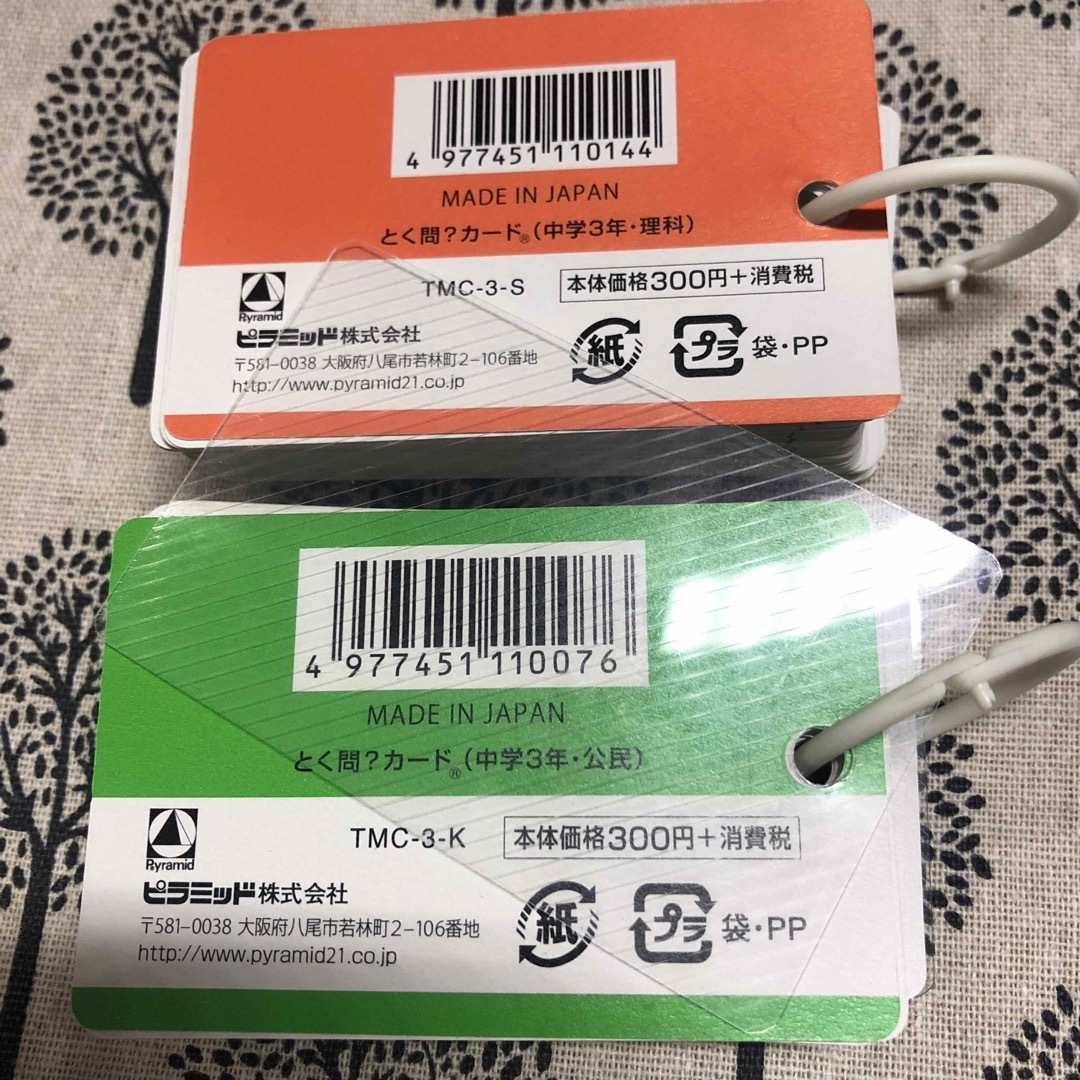 4 977451 110144
MADE IN JAPAN
とく問?カード®(中学3年・理科)
Pyramid
TMC-3-S
本体価格300円+消費税
ピラミッド株式会社
〒581-0038 大阪府八尾市若林町2-106番地
http://www.pyramid21.co.jp
紙
プラ
袋・PP
4 977451 110076
MADE IN JAPAN
とく問?カード®(中学3年・公民)
Pyramid
TMC-3-K
本体価格300円+消費税
ピラミッド株式会社
〒581-0038 大阪府八尾市若林町2-106番地
http://www.pyramid21.co.jp
紙
プラ
袋・PP